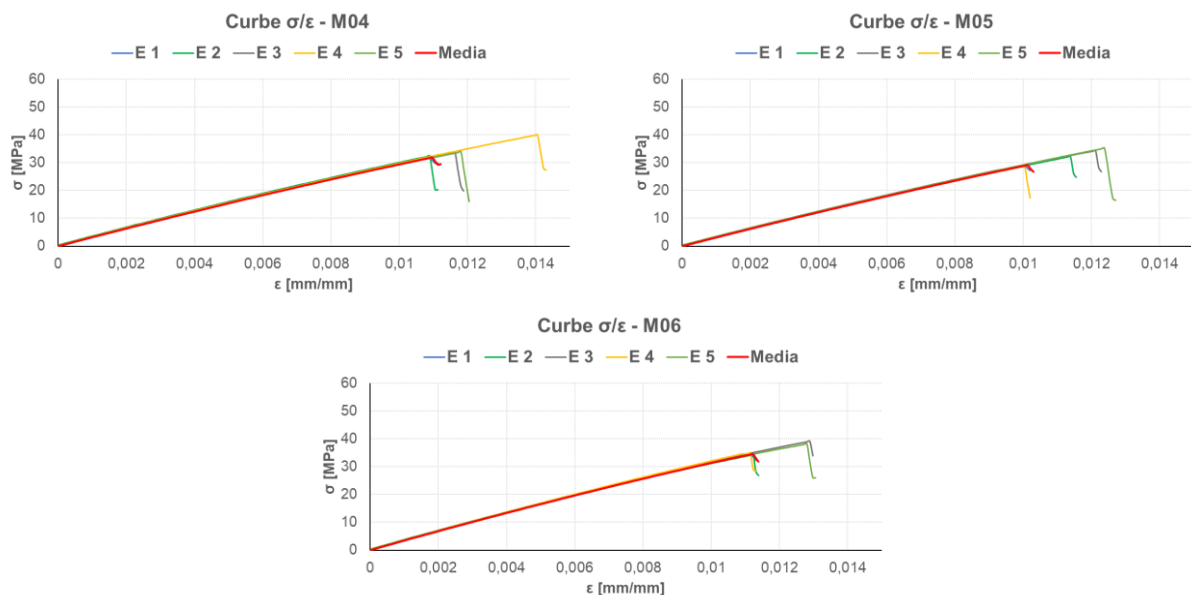 Curbe σ/ε - M04
E 1 E 2 E 3 E 4 E 5 Media
60
50
40
30
20
10
0
σ [MPa]
0 0,002 0,004 0,006 0,008 0,01 0,012 0,014
ε [mm/mm]
Curbe σ/ε - M05
E 1 E 2 E 3 E 4 E 5 Media
60
50
40
30
20
10
0
σ [MPa]
0 0,002 0,004 0,006 0,008 0,01 0,012 0,014
ε [mm/mm]
Curbe σ/ε - M06
E 1 E 2 E 3 E 4 E 5 Media
60
50
40
30
20
10
0
σ [MPa]
0 0,002 0,004 0,006 0,008 0,01 0,012 0,014
ε [mm/mm]